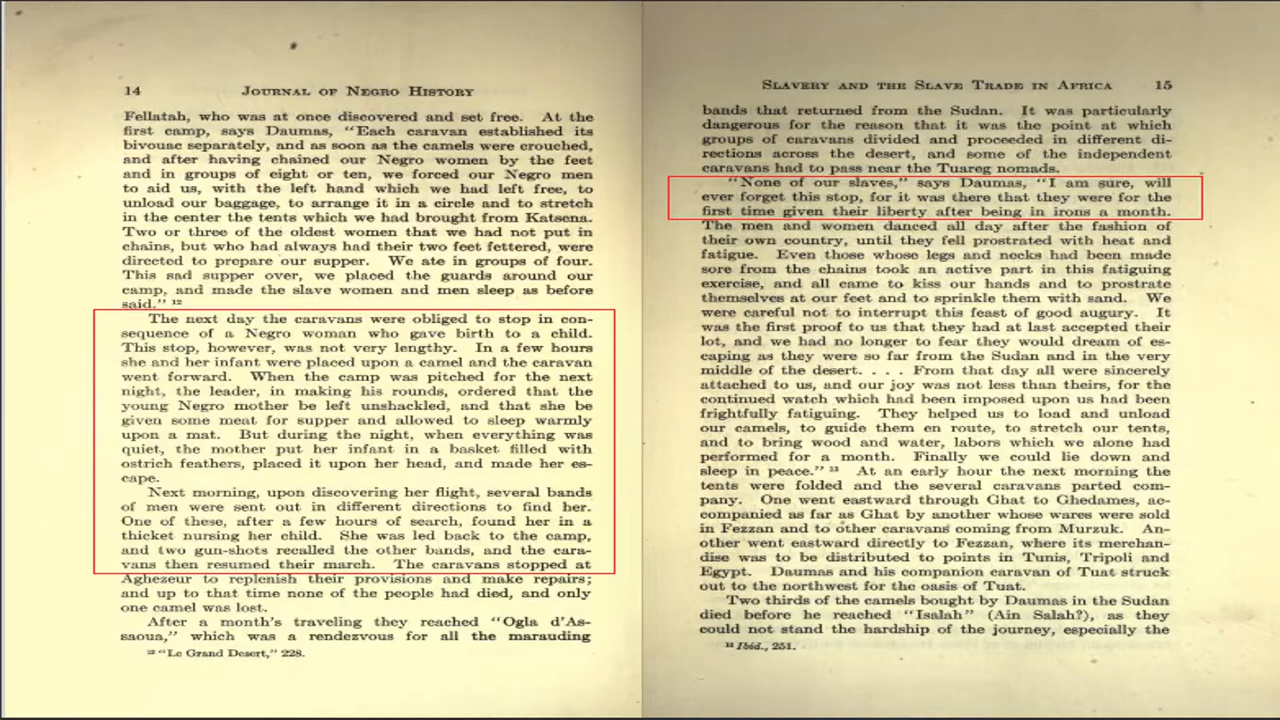 14 JOURNAL OF NEGRO HISTORY
Fellatah, who was at once discovered and set free. At the
first camp, says Daumas, "Each caravan established its
bivouac separately, and as soon as the camels were crouched,
and after having chained our Negro women by the feet
and in groups of eight or ten, we forced our Negro men
to aid us, with the left hand which we had left free, to
unload our baggage, to arrange it in a circle and to stretch
in the center the tents which we had brought from Katsena.
Two or three of the oldest women that we had not put in
chains, but who had always had their two feet fettered, were
directed to prepare our supper. We ate in groups of four.
This sad supper over, we placed the guards around our
camp, and made the slave women and men sleep as before
said." 12
The next day the caravans were obliged to stop in con-
sequence of a Negro woman who gave birth to a child.
This stop, however, was not very lengthy. In a few hours
she and her infant were placed upon a camel and the caravan
went forward. When the camp was pitched for the next
night, the leader, in making his rounds, ordered that the
young Negro mother be left unshackled, and that she be
given some meat for supper and allowed to sleep warmly
upon a mat. But during the night, when everything was
quiet, the mother put her infant in a basket filled with
ostrich feathers, placed it upon her head, and made her es-
cape.
Next morning, upon discovering her flight, several bands
of men were sent out in different directions to find her.
One of these, after a few hours of search, found her in a
thicket nursing her child. She was led back to the camp,
and two gun-shots recalled the other bands, and the cara-
vans then resumed their march. The caravans stopped at
Aghezeur to replenish their provisions and make repairs;
and up to that time none of the people had died, and only
one camel was lost.
After a month's traveling they reached "Ogla d'As-
saoua," which was a rendezvous for all the marauding
12 "Le Grand Desert," 228.
SLAVERY AND THE SLAVE TRADE IN AFRICA 15
bands that returned from the Sudan. It was particularly
dangerous for the reason that it was the point at which
groups of caravans divided and proceeded in different di-
rections across the desert, and some of the independent
caravans had to pass near the Tuareg nomads.
"None of our slaves," says Daumas, "I am sure, will
ever forget this stop, for it was there that they were for the
first time given their liberty after being in irons a month.
The men and women danced all day after the fashion of
their own country, until they fell prostrated with heat and
fatigue. Even those whose legs and necks had been made
sore from the chains took an active part in this fatiguing
exercise, and all came to kiss our hands and to prostrate
themselves at our feet and to sprinkle them with sand. We
were careful not to interrupt this feast of good augury. It
was the first proof to us that they had at last accepted their
lot, and we had no longer to fear they would dream of es-
caping as they were so far from the Sudan and in the very
middle of the desert. . . . From that day all were sincerely
attached to us, and our joy was not less than theirs, for the
continued watch which had been imposed upon us had been
frightfully fatiguing. They helped us to load and unload
our camels, to guide them en route, to stretch our tents,
and to bring wood and water, labors which we alone had
performed for a month. Finally we could lie down and
sleep in peace." 13 At an early hour the next morning the
tents were folded and the several caravans parted com-
pany. One went eastward through Ghat to Ghedames, ac-
companied as far as Ghat by another whose wares were sold
in Fezzan and to other caravans coming from Murzuk. An-
other went eastward directly to Fezzan, where its merchan-
dise was to be distributed to points in Tunis, Tripoli and
Egypt. Daumas and his companion caravan of Tuat struck
out to the northwest for the oasis of Tuat.
Two thirds of the camels bought by Daumas in the Sudan
died before he reached "Isalah" (Ain Salah?), as they
could not stand the hardship of the journey, especially the
13 Ibid., 251.